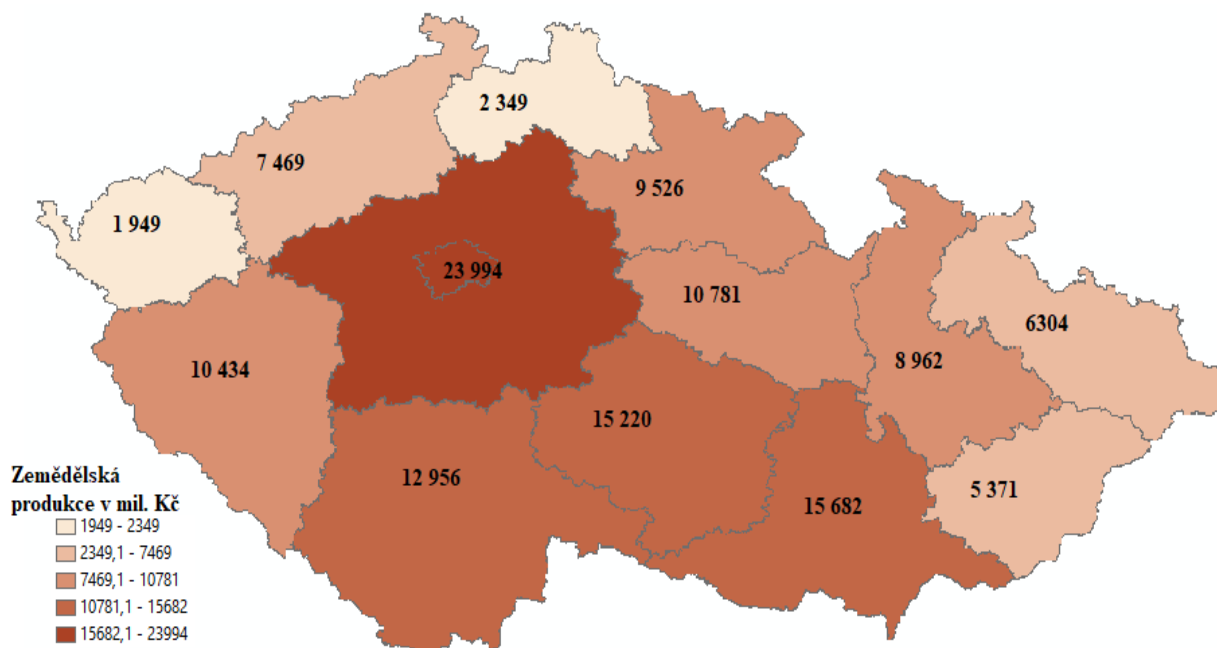 2 349
7 469
9 526
1 949
23 994
10 781
6304
10 434
8 962
15 220
12 956
5 371
15 682
Zemědělská
produkce v mil. Kč
1949 - 2349
2349,1 - 7469
7469,1 - 10781
10781,1 - 15682
15682,1 - 23994